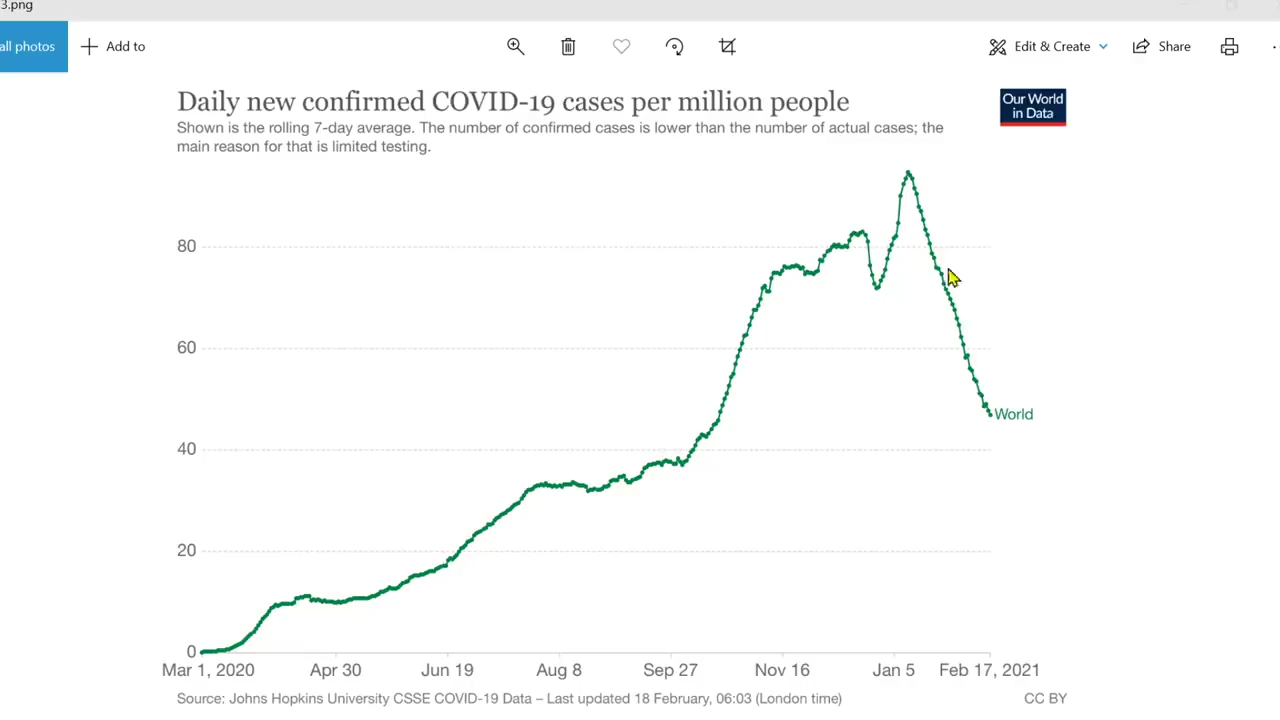 3.png
all photos
Add to
Edit & Create
Share
Daily new confirmed COVID-19 cases per million people
Shown is the rolling 7-day average. The number of confirmed cases is lower than the number of actual cases; the
main reason for that is limited testing.
Our World
in Data
80
60
40
20
0
World
Mar 1, 2020
Apr 30
Jun 19
Aug 8
Sep 27
Nov 16
Jan 5
Feb 17, 2021
Source: Johns Hopkins University CSSE COVID-19 Data – Last updated 18 February, 06:03 (London time)
CC BY